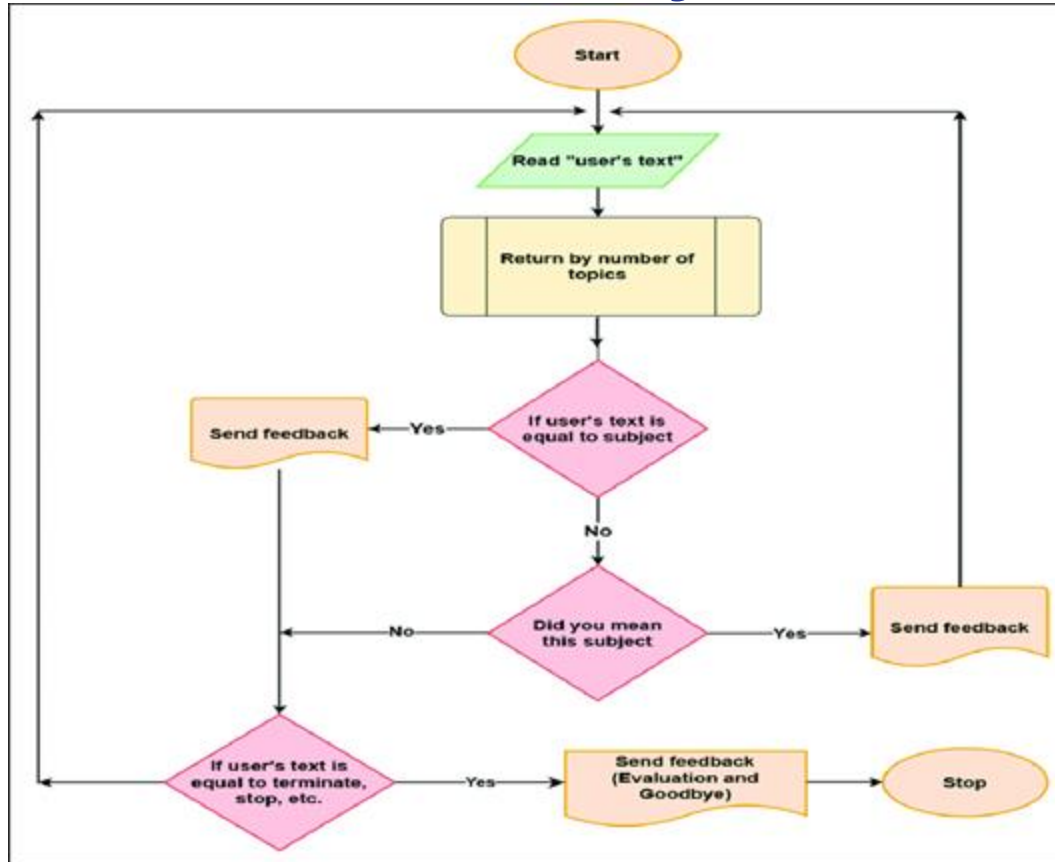 Start
Read "user's text"
Return by number of
topics
If user's text is
equal to subject
Yes
Send feedback
No
Did you mean
this subject
No
Yes
Send feedback
If user's text is
equal to terminate,
stop, etc.
Yes
Send feedback
(Evaluation and
Goodbye)
Stop